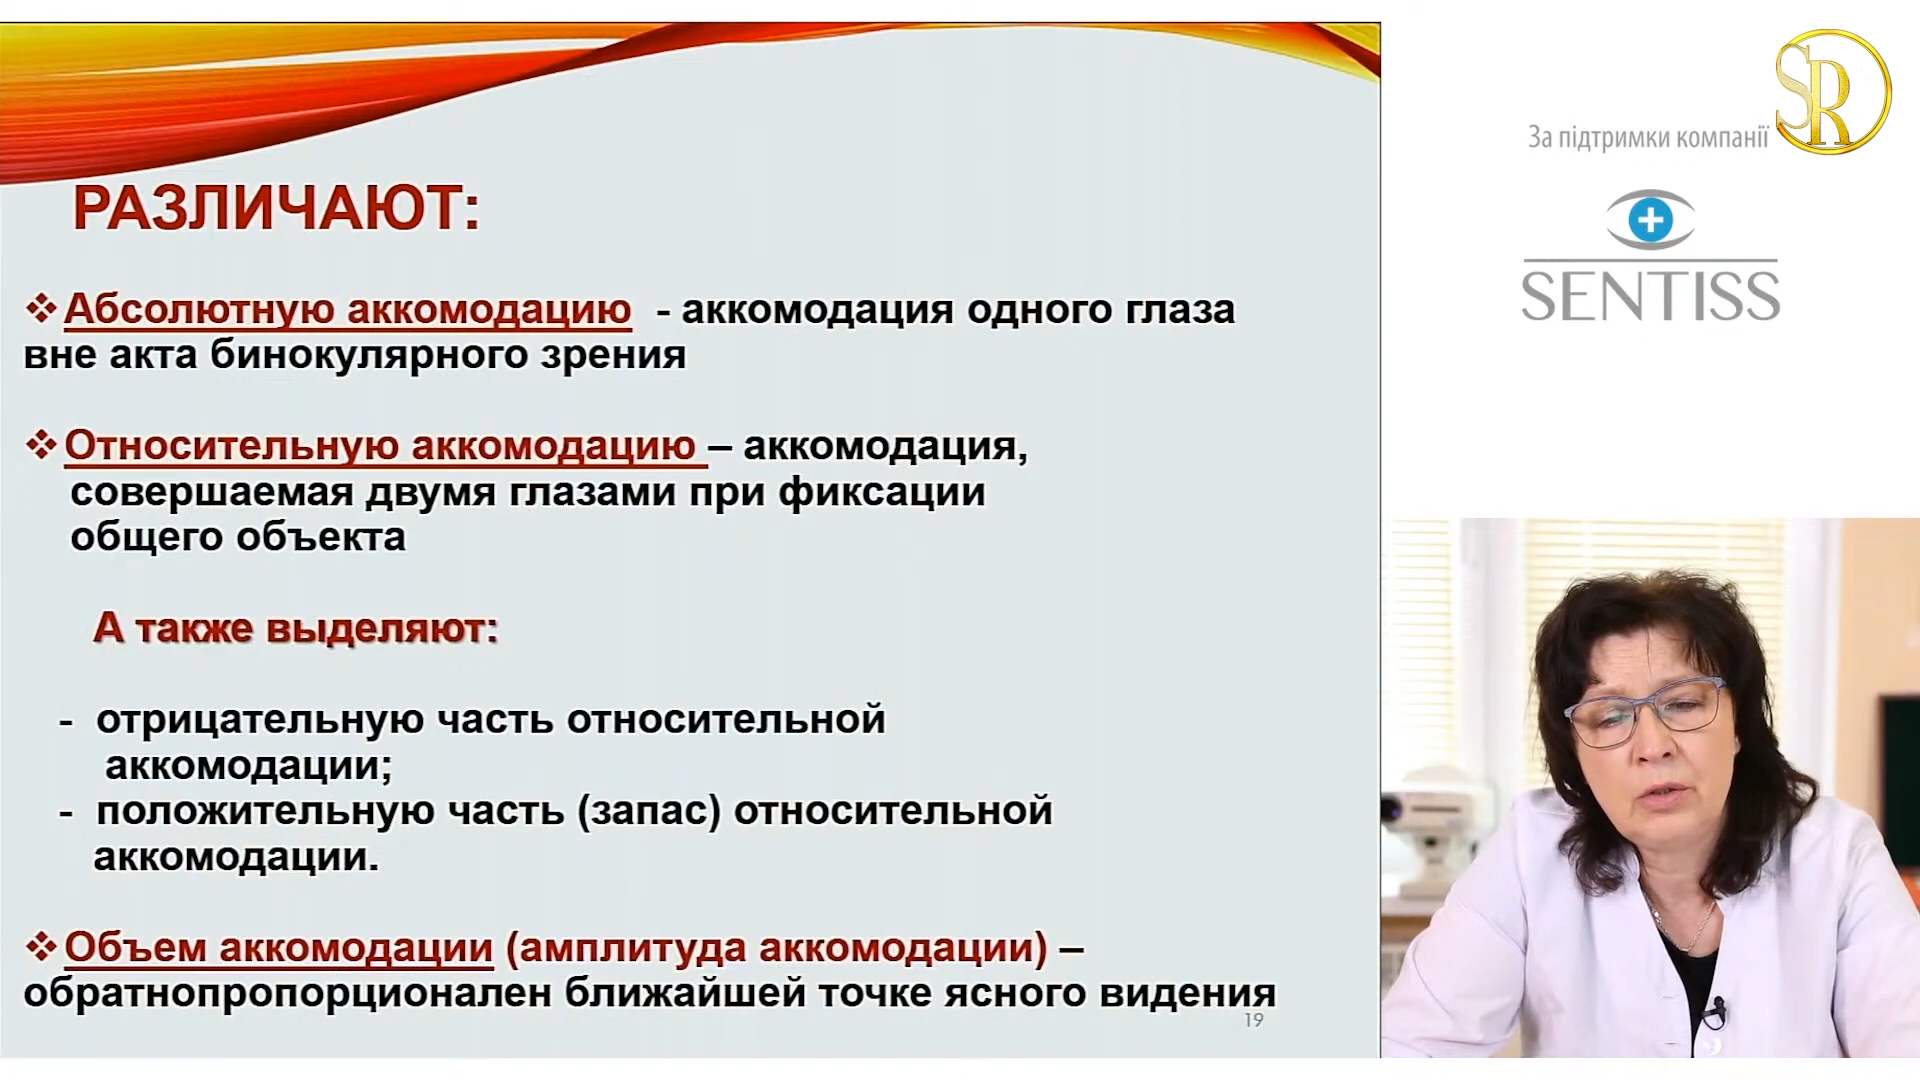 РАЗЛИЧАЮТ:
❖Абсолютную аккомодацию - аккомодация одного глаза
вне акта бинокулярного зрения
❖Относительную аккомодацию – аккомодация,
совершаемая двумя глазами при фиксации
общего объекта
А также выделяют:
- отрицательную часть относительной
аккомодации;
- положительную часть (запас) относительной
аккомодации.
❖Объем аккомодации (амплитуда аккомодации) –
обратнопропорционален ближайшей точке ясного видения
19
SR
За підтримки компанії
SENTISS